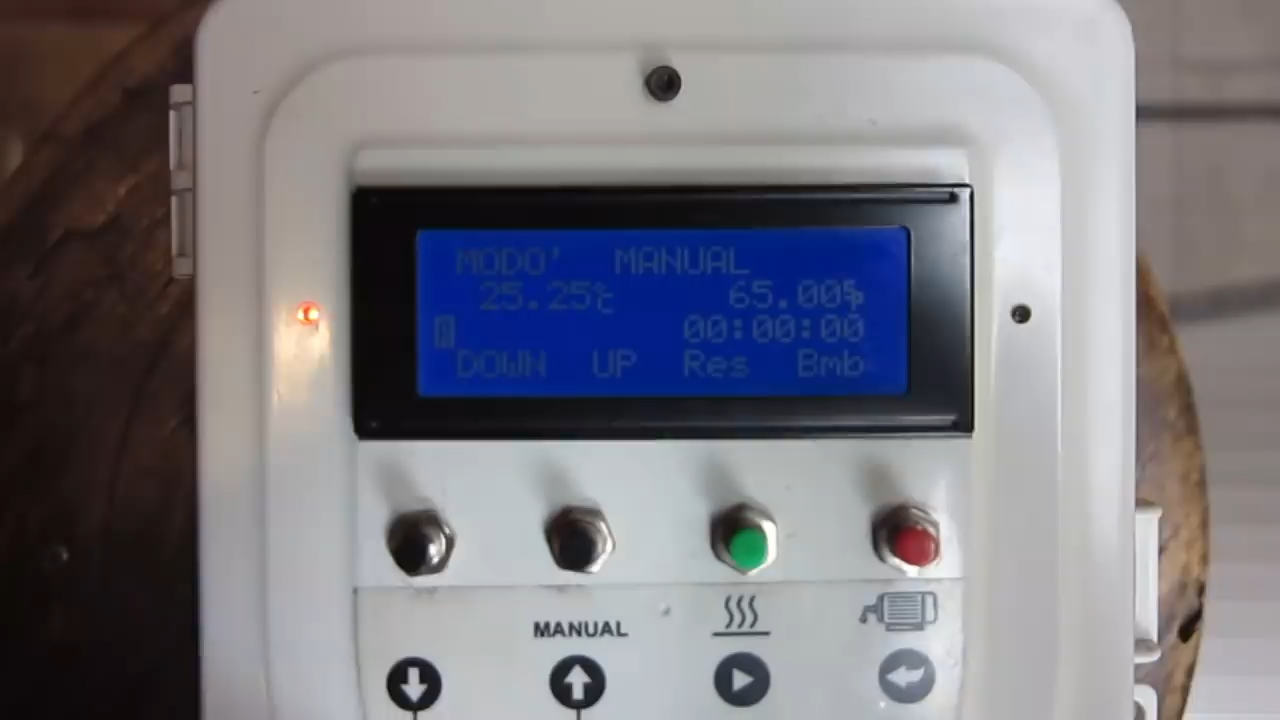 MODO' MANUAL
25.25℃ 65.00
00:00:00
DOWN UP Res Bmb
MANUAL